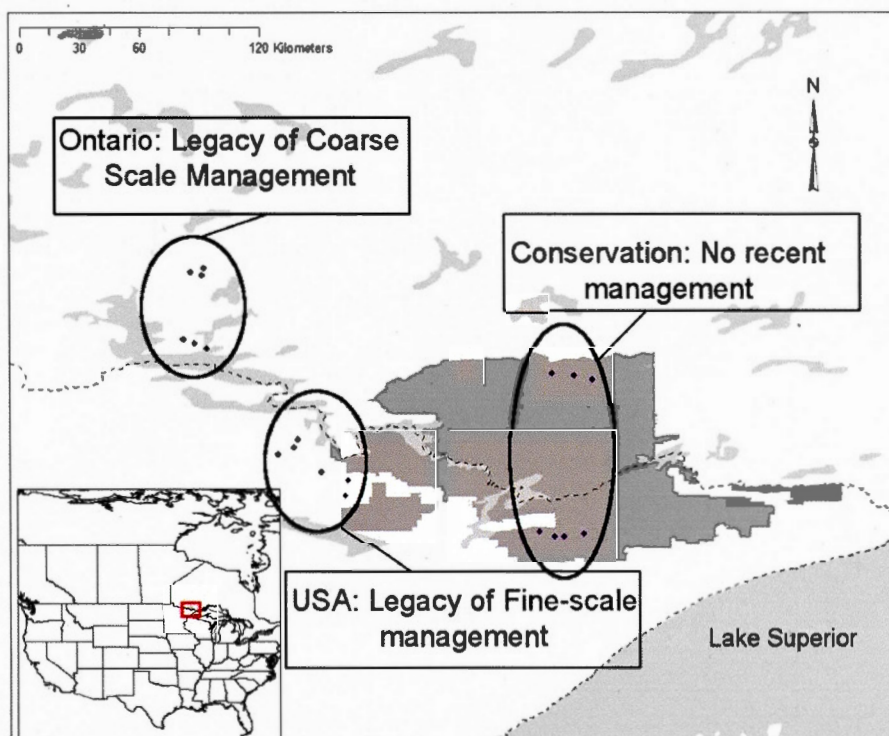 0 30 60 120 Kilometers
N
Ontario: Legacy of Coarse
Scale Management
Conservation: No recent
management
USA: Legacy of Fine-scale
management
Lake Superior